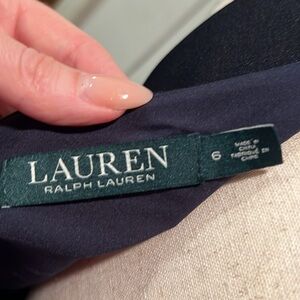 LAUREN
RALPH LAUREN
6
MADE IN
CHINA
FABRIQUÉ EN
CHINE